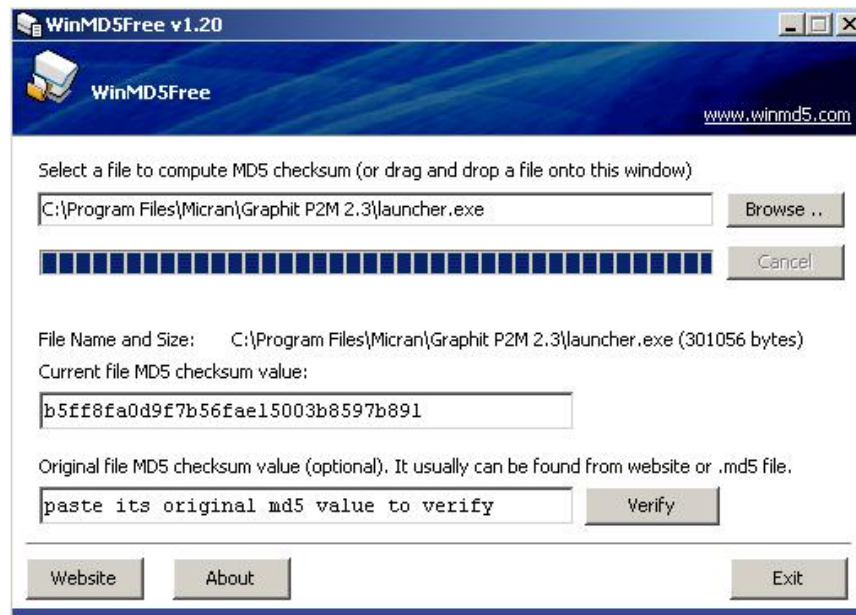 WinMD5Free v1.20
WinMD5Free
www.winmd5.com
Select a file to compute MD5 checksum (or drag and drop a file onto this window)
C:\Program Files\Micran\Graphit P2M 2.3\launcher.exe Browse ..
Cancel
File Name and Size: C:\Program Files\Micran\Graphit P2M 2.3\launcher.exe (301056 bytes)
Current file MD5 checksum value:
b5ff8fa0d9f7b56fae15003b8597b891
Original file MD5 checksum value (optional). It usually can be found from website or .md5 file.
paste its original md5 value to verify Verify
Website About Exit